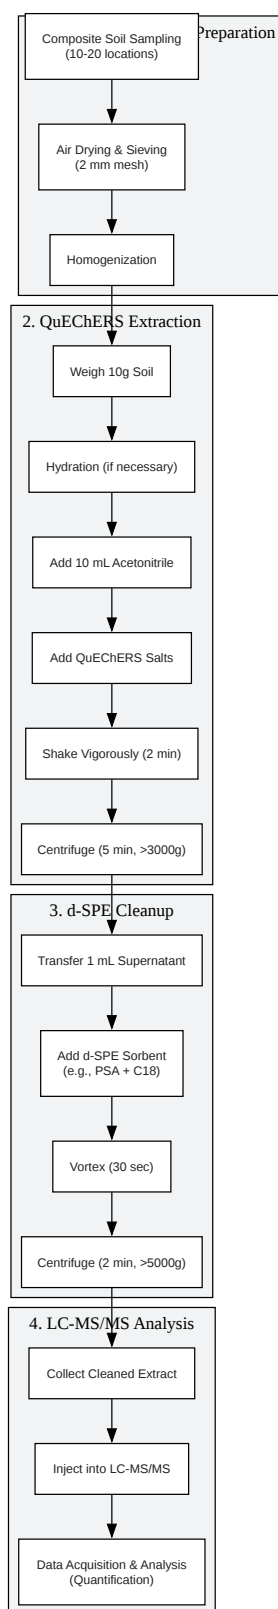 Preparation
Composite Soil Sampling
(10-20 locations)
Air Drying & Sieving
(2 mm mesh)
Homogenization
2. QuEChERS Extraction
Weigh 10g Soil
Hydration (if necessary)
Add 10 mL Acetonitrile
Add QuEChERS Salts
Shake Vigorously (2 min)
Centrifuge (5 min, >3000g)
3. d-SPE Cleanup
Transfer 1 mL Supernatant
Add d-SPE Sorbent
(e.g., PSA + C18)
Vortex (30 sec)
Centrifuge (2 min, >5000g)
4. LC-MS/MS Analysis
Collect Cleaned Extract
Inject into LC-MS/MS
Data Acquisition & Analysis
(Quantification)